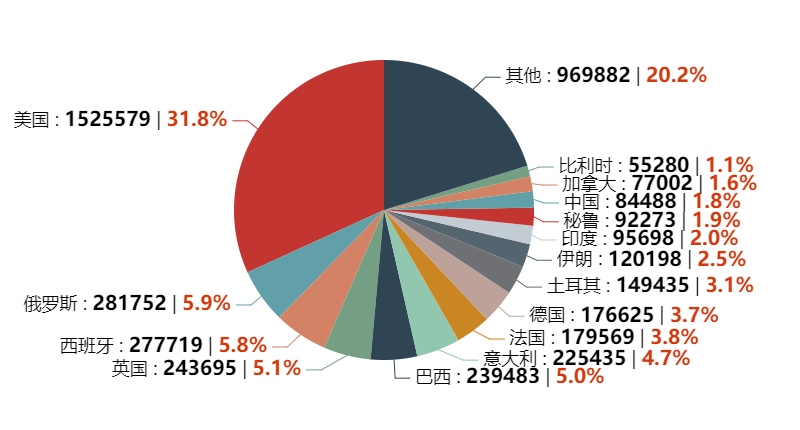 其他 : 969882 | 20.2%
美国 : 1525579 | 31.8%
比利时 : 55280 | 1.1%
加拿大 : 77002 | 1.6%
中国 : 84488 | 1.8%
秘鲁 : 92273 | 1.9%
印度 : 95698 | 2.0%
伊朗 : 120198 | 2.5%
土耳其 : 149435 | 3.1%
俄罗斯 : 281752 | 5.9%
德国 : 176625 | 3.7%
法国 : 179569 | 3.8%
西班牙 : 277719 | 5.8%
意大利 : 225435 | 4.7%
英国 : 243695 | 5.1%
巴西 : 239483 | 5.0%